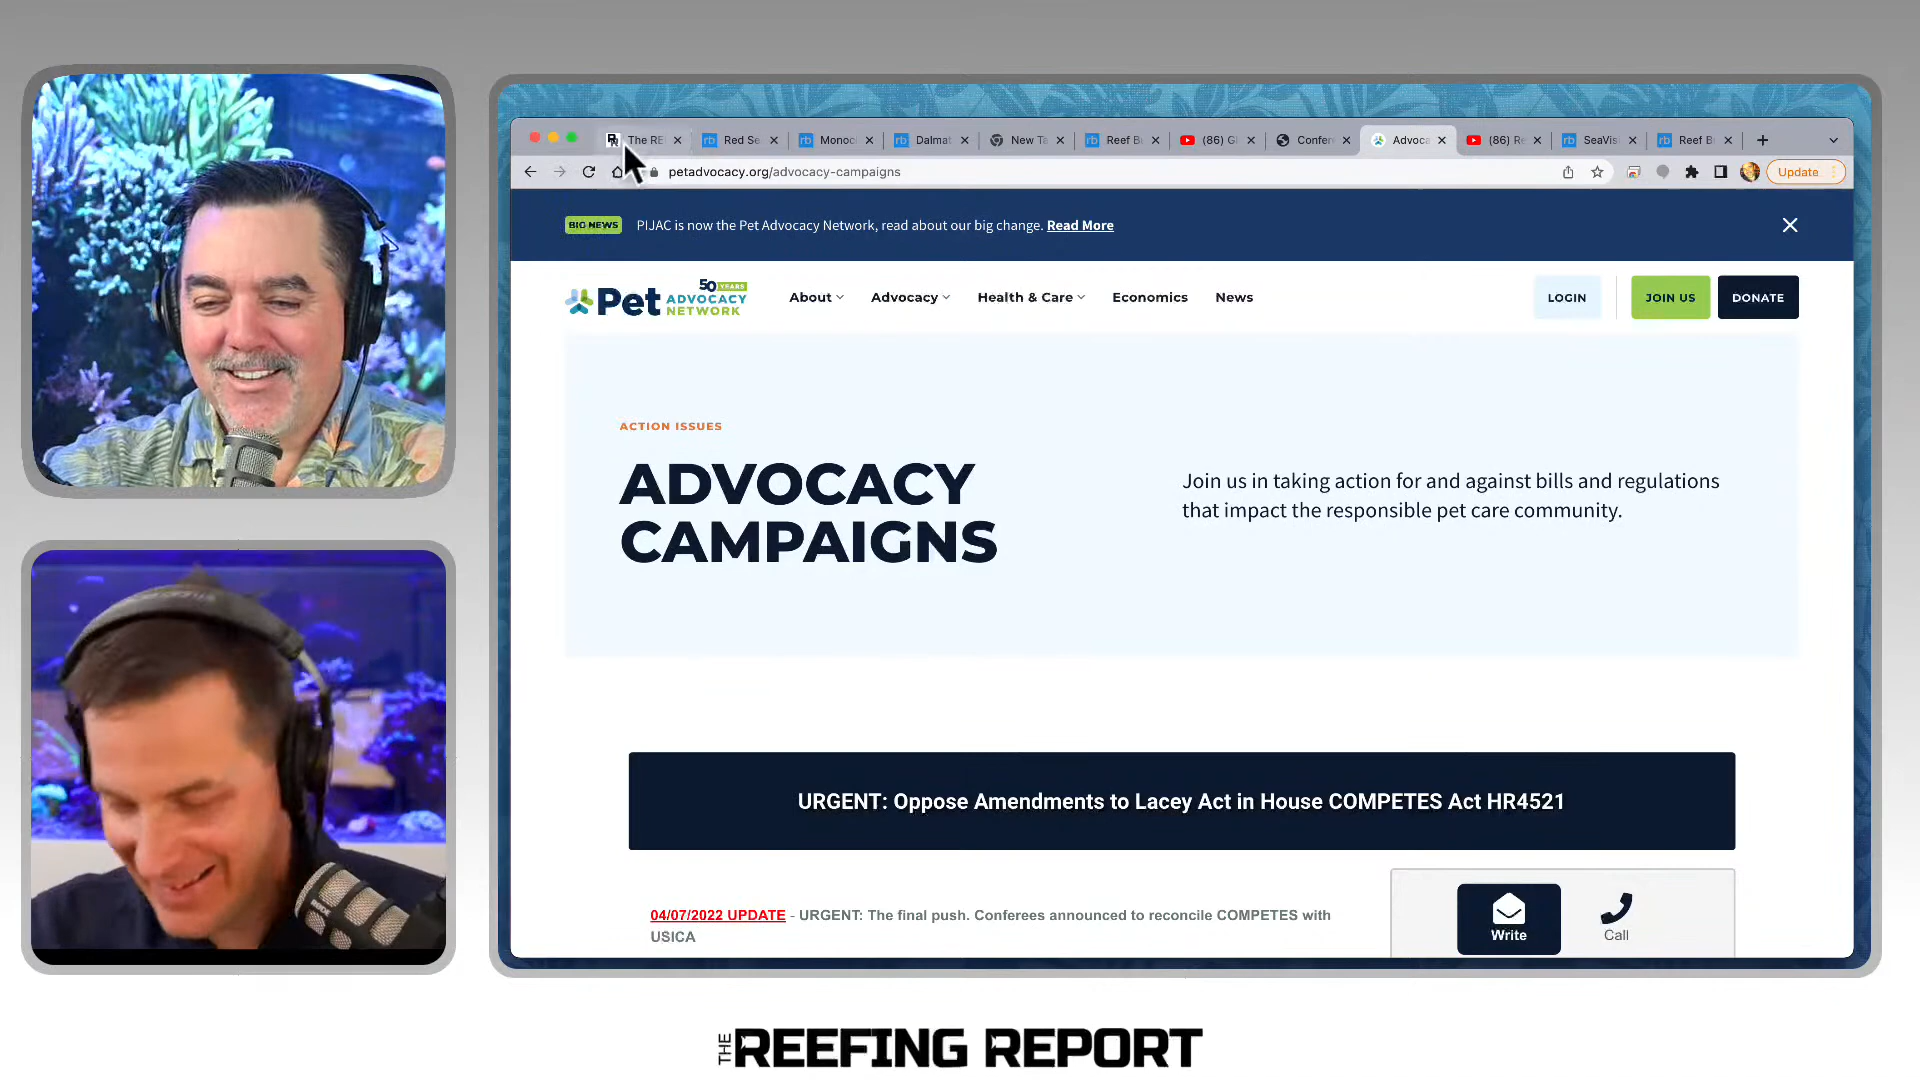 The RE
Red Se
Monoc
Dalmat
New Ta
Reef Bu
(86) G
Confer
Advoca
(86) Re
SeaVis
Reef B
petadvocacy.org/advocacy-campaigns
Update
BIG NEWS PIJAC is now the Pet Advocacy Network, read about our big change. Read More
Pet 50 YEARS
ADVOCACY
NETWORK
About
Advocacy
Health & Care
Economics
News
LOGIN
JOIN US
DONATE
ACTION ISSUES
ADVOCACY
CAMPAIGNS
Join us in taking action for and against bills and regulations
that impact the responsible pet care community.
URGENT: Oppose Amendments to Lacey Act in House COMPETES Act HR4521
04/07/2022 UPDATE - URGENT: The final push. Conferees announced to reconcile COMPETES with
USICA
Write
Call
THE REEFING REPORT